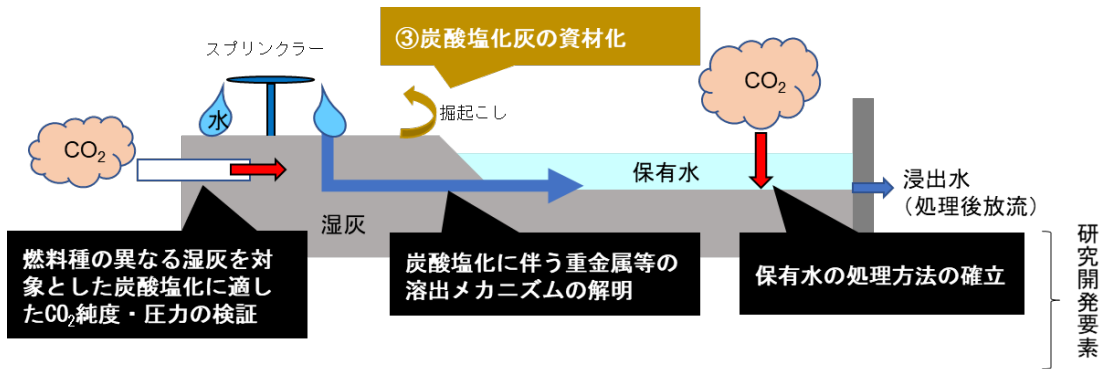 ③炭酸塩化灰の資材化
スプリンクラー
水
掘起こし
CO₂
CO₂
保有水
浸出水
（処理後放流）
湿灰
燃料種の異なる湿灰を対
象とした炭酸塩化に適し
たCO₂純度・圧力の検証
炭酸塩化に伴う重金属等の
溶出メカニズムの解明
保有水の処理方法の確立
研究開発要素